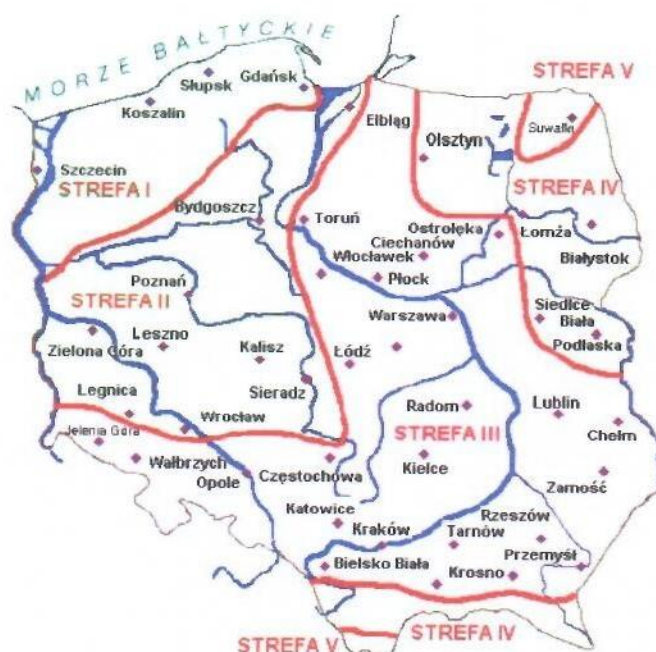 MORZE BAŁTYCKIE
STREFA V
Słupsk
Gdańsk
Koszalin
Elbląg
Olsztyn
Suwałki
Szczecin
STREFA I
STREFA IV
Bydgoszcz
Toruń
Ostrołęka
Łomża
Ciechanów
Włocławek
Białystok
Poznań
Płock
STREFA II
Siedlce
Warszawa
Biała
Podlaska
Leszno
Zielona Góra
Kalisz
Łódź
Legnica
Sieradz
Radom
Lublin
Wrocław
STREFA III
Chełm
Jelenia Góra
Wałbrzych
Częstochowa
Kielce
Opole
Zamość
Katowice
Rzeszów
Kraków
Tarnów
Przemyśl
Bielsko Biała
Krosno
STREFA V
STREFA IV